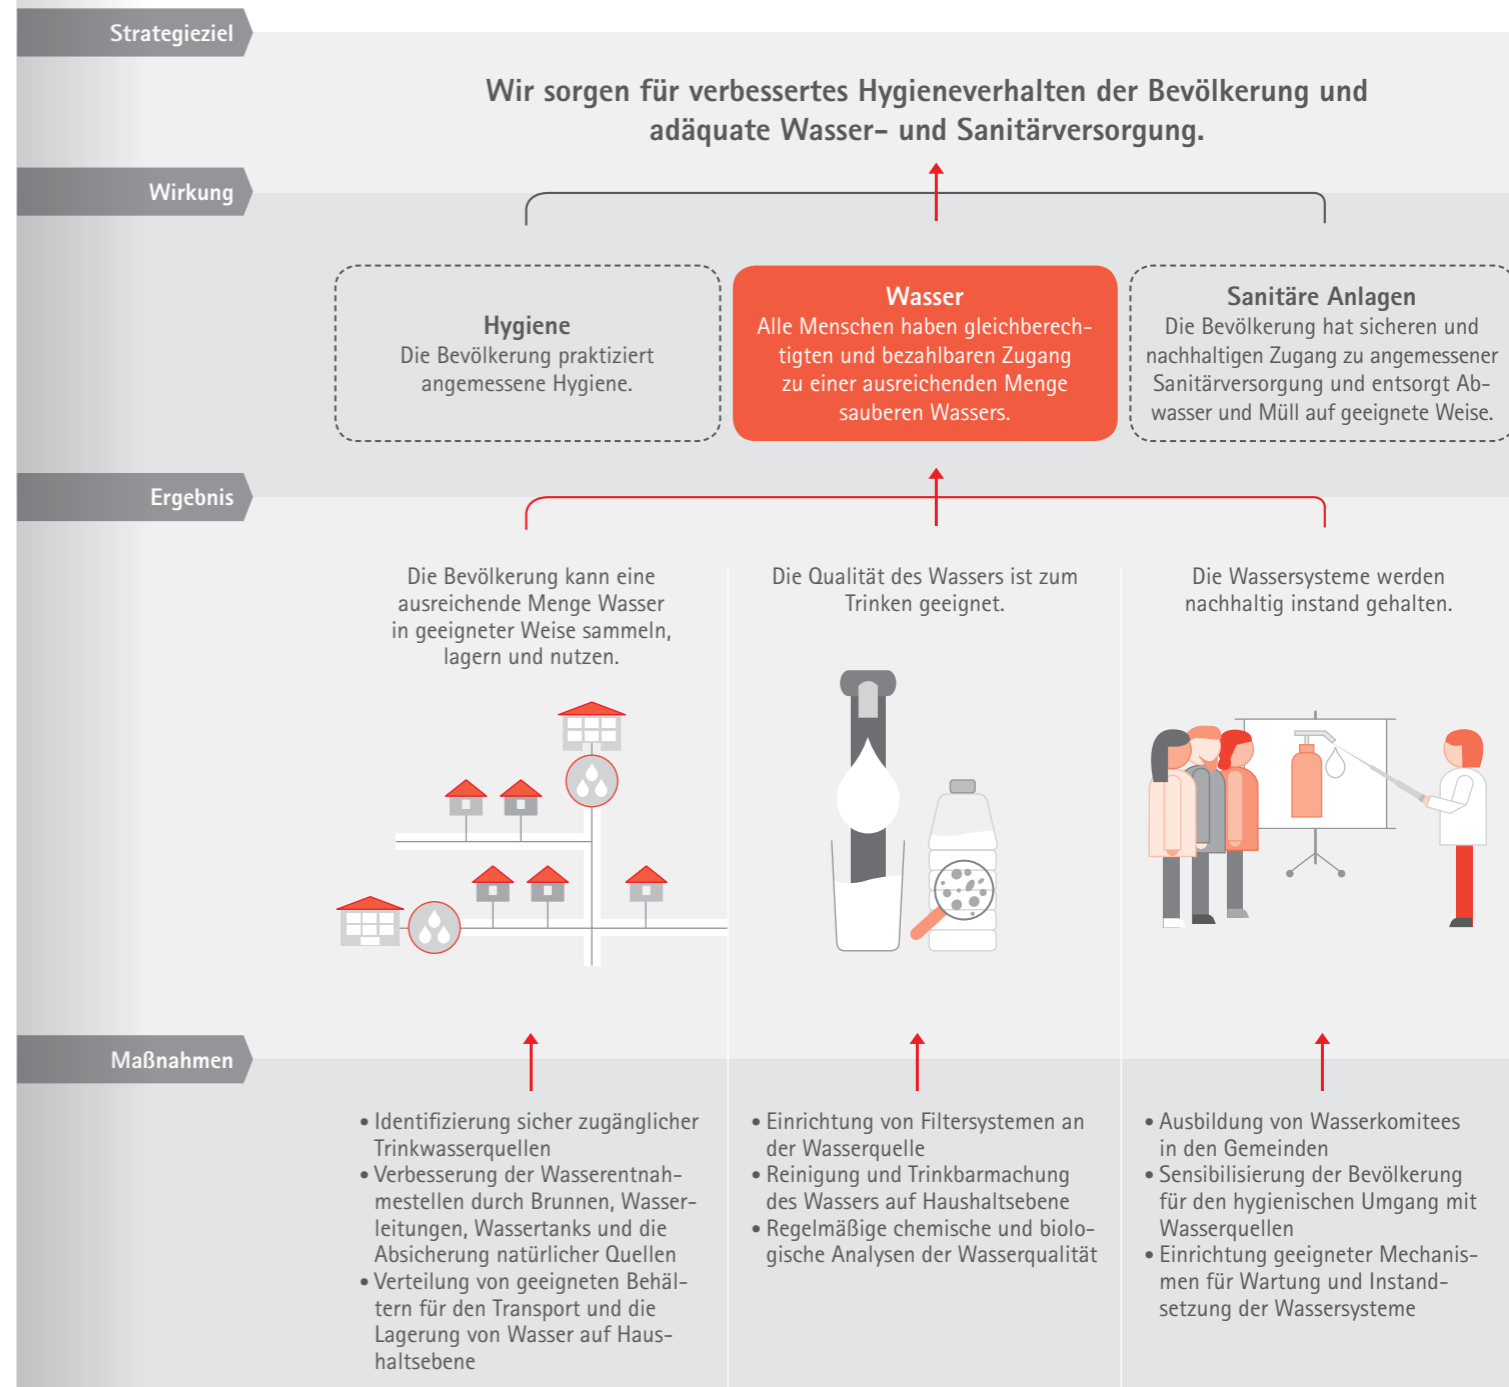 Strategieziel
Wir sorgen für verbessertes Hygieneverhalten der Bevölkerung und
adäquate Wasser- und Sanitärversorgung.
Wirkung
Hygiene
Die Bevölkerung praktiziert
angemessene Hygiene.
Wasser
Alle Menschen haben gleichberech-
tigten und bezahlbaren Zugang
zu einer ausreichenden Menge
sauberen Wassers.
Sanitäre Anlagen
Die Bevölkerung hat sicheren und
nachhaltigen Zugang zu angemessener
Sanitärversorgung und entsorgt Ab-
wasser und Müll auf geeignete Weise.
Ergebnis
Die Bevölkerung kann eine
ausreichende Menge Wasser
in geeigneter Weise sammeln,
lagern und nutzen.
Die Qualität des Wassers ist zum
Trinken geeignet.
Die Wassersysteme werden
nachhaltig instand gehalten.
Maßnahmen
• Identifizierung sicher zugänglicher
Trinkwasserquellen
• Verbesserung der Wasserentnah-
mestellen durch Brunnen, Wasser-
leitungen, Wassertanks und die
Absicherung natürlicher Quellen
• Verteilung von geeigneten Behäl-
tern für den Transport und die
Lagerung von Wasser auf Haus-
haltsebene
• Einrichtung von Filtersystemen an
der Wasserquelle
• Reinigung und Trinkbarmachung
des Wassers auf Haushaltsebene
• Regelmäßige chemische und biolo-
gische Analysen der Wasserqualität
• Ausbildung von Wasserkomitees
in den Gemeinden
• Sensibilisierung der Bevölkerung
für den hygienischen Umgang mit
Wasserquellen
• Einrichtung geeigneter Mechanis-
men für Wartung und Instand-
setzung der Wassersysteme